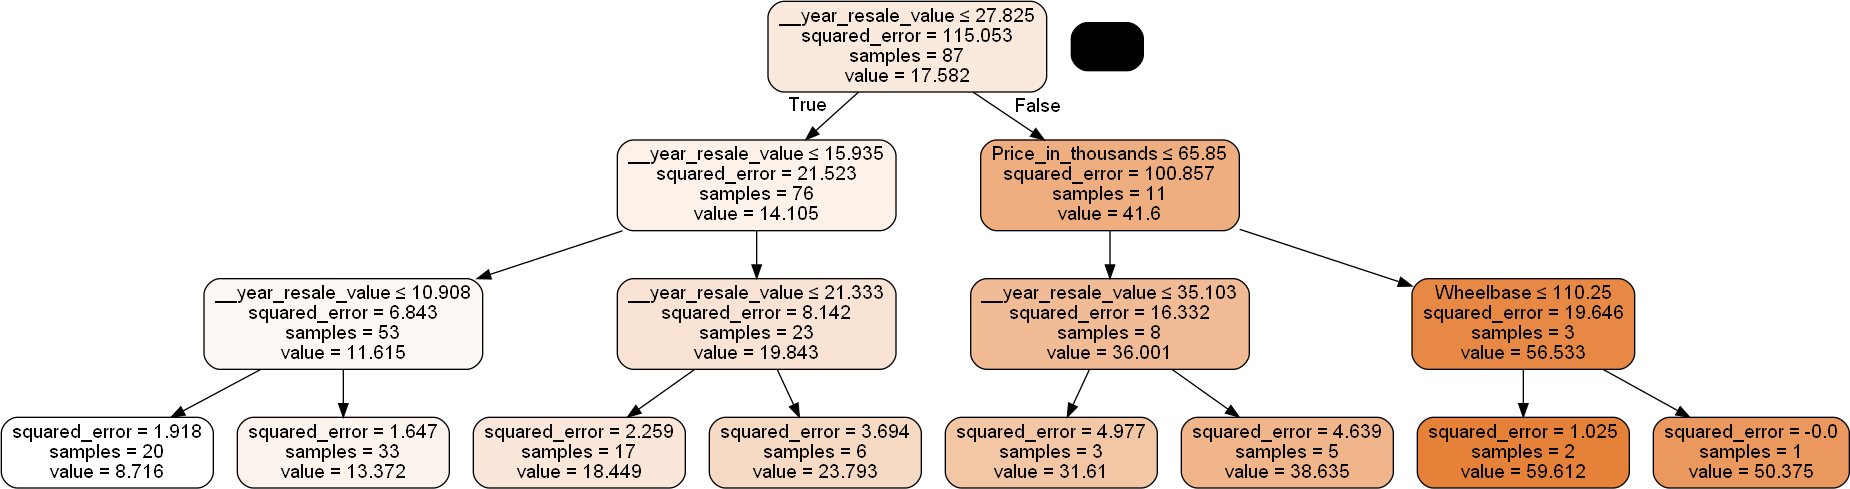 __year_resale_value ≤ 27.825
squared_error = 115.053
samples = 87
value = 17.582
True
False
__year_resale_value ≤ 15.935
squared_error = 21.523
samples = 76
value = 14.105
Price_in_thousands ≤ 65.85
squared_error = 100.857
samples = 11
value = 41.6
__year_resale_value ≤ 10.908
squared_error = 6.843
samples = 53
value = 11.615
__year_resale_value ≤ 21.333
squared_error = 8.142
samples = 23
value = 19.843
__year_resale_value ≤ 35.103
squared_error = 16.332
samples = 8
value = 36.001
Wheelbase ≤ 110.25
squared_error = 19.646
samples = 3
value = 56.533
squared_error = 1.918
samples = 20
value = 8.716
squared_error = 1.647
samples = 33
value = 13.372
squared_error = 2.259
samples = 17
value = 18.449
squared_error = 3.694
samples = 6
value = 23.793
squared_error = 4.977
samples = 3
value = 31.61
squared_error = 4.639
samples = 5
value = 38.635
squared_error = 1.025
samples = 2
value = 59.612
squared_error = -0.0
samples = 1
value = 50.375